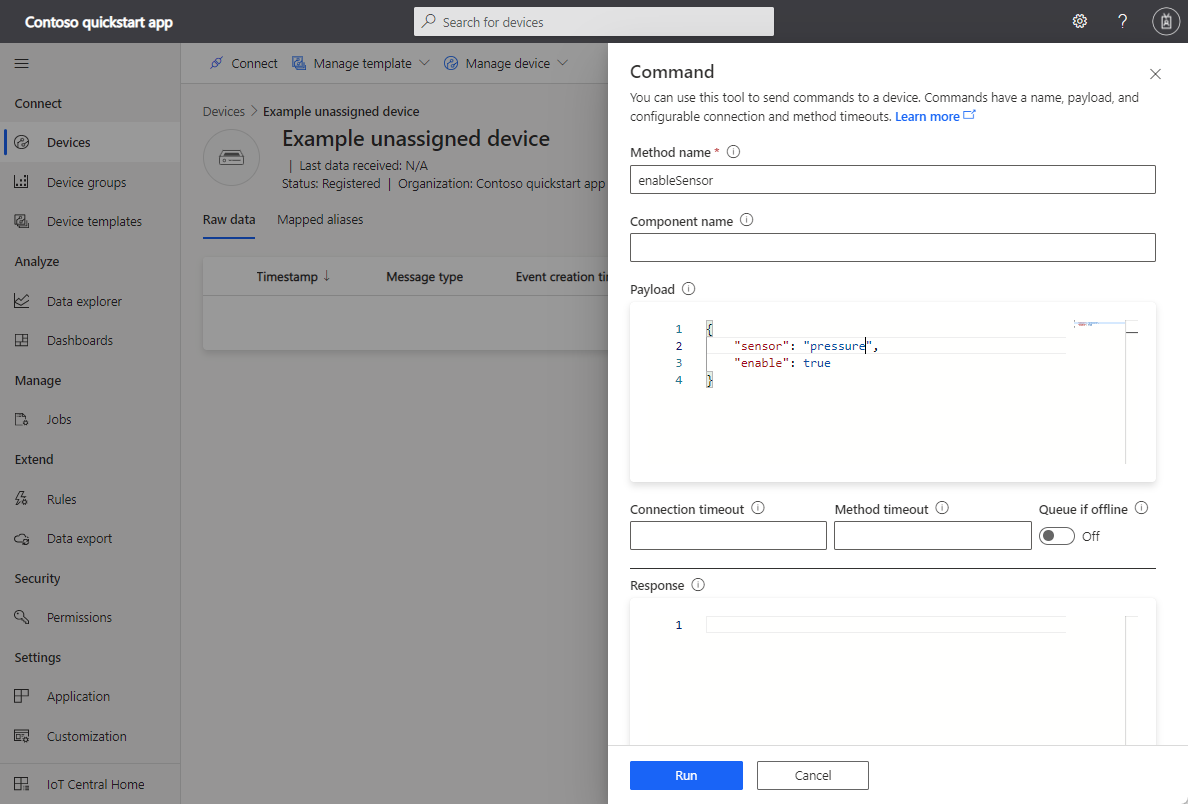 Contoso quickstart app
Search for devices
Connect
Devices
Device groups
Device templates
Analyze
Data explorer
Dashboards
Manage
Jobs
Extend
Rules
Data export
Security
Permissions
Settings
Application
Customization
IoT Central Home
Connect Manage template Manage device
Devices > Example unassigned device
Example unassigned device
| Last data received: N/A
Status: Registered | Organization: Contoso quickstart app
Raw data Mapped aliases
Timestamp ↓ Message type Event creation
Command
You can use this tool to send commands to a device. Commands have a name, payload, and
configurable connection and method timeouts. Learn more
Method name *
enableSensor
Component name
Payload
1 {
2 "sensor": "pressure",
3 "enable": true
4 }
Connection timeout Method timeout Queue if offline
Off
Response
1
Run Cancel